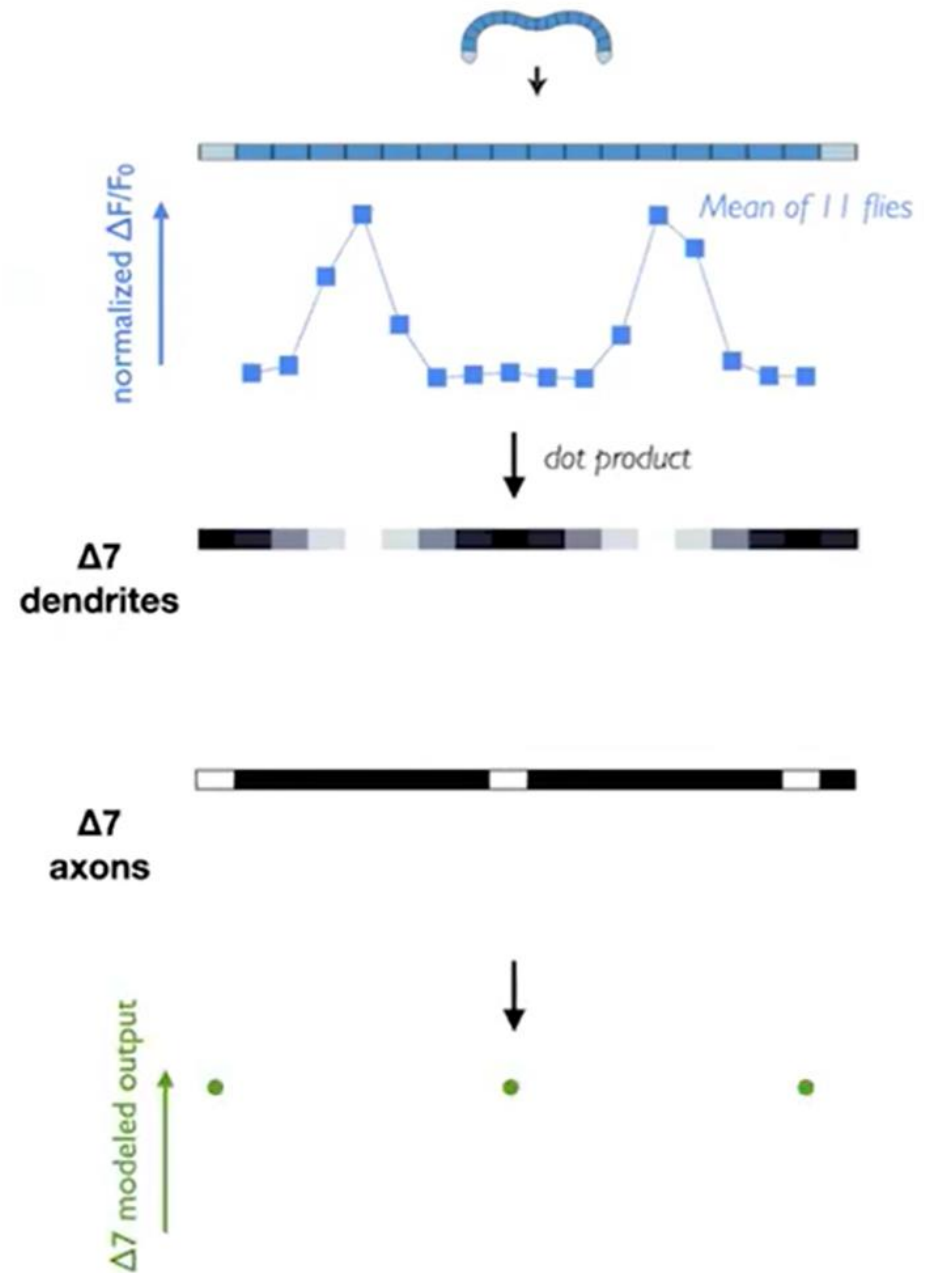 normalized ΔF/F₀
Mean of 11 flies
dot product
Δ7
dendrites
Δ7
axons
Δ7 modeled output